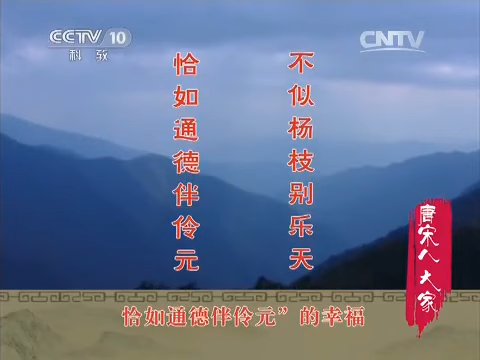 CCTV 10
科教
CNTV
不似杨枝别乐天
恰如通德伴伶元
唐宋八大家
恰如通德伴伶元”的幸福